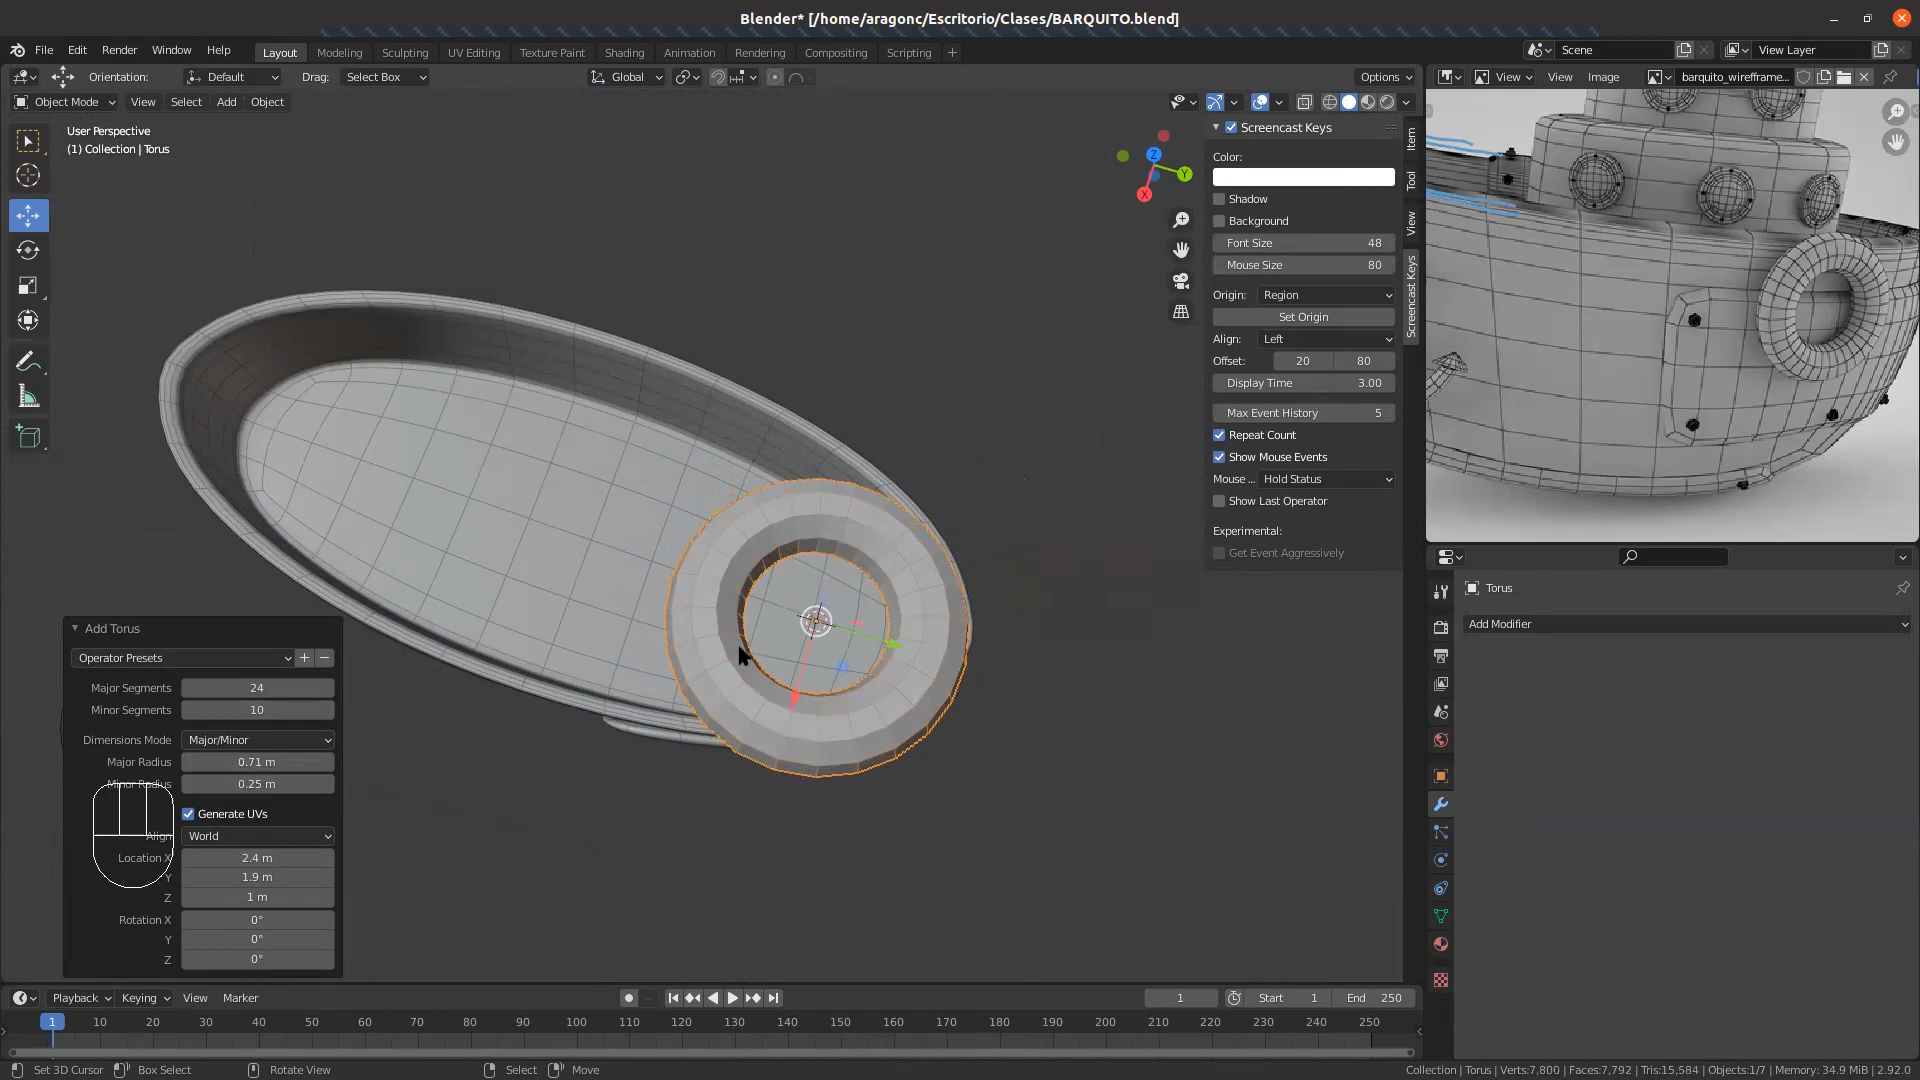 Blender* [/home/aragonc/Escritorio/Clases/BARQUITO.blend]
File Edit Render Window Help
Layout Modeling Sculpting UV Editing Texture Paint Shading Animation Rendering Compositing Scripting +
Scene
View Layer
Orientation: Default Drag: Select Box
Global
Options
View View Image barquito_wirefframe...
Object Mode View Select Add Object
User Perspective
(1) Collection | Torus
Z
Y
X
Screencast Keys
Color:
Shadow
Background
Font Size 48
Mouse Size 80
Origin: Region
Set Origin
Align: Left
Offset: 20 80
Display Time 3.00
Max Event History 5
Repeat Count
Show Mouse Events
Mouse ... Hold Status
Show Last Operator
Experimental:
Get Event Aggressively
Item
Tool
View
Screencast Keys
Torus
Add Modifier
Add Torus
Operator Presets + −
Major Segments 24
Minor Segments 10
Dimensions Mode Major/Minor
Major Radius 0.71 m
Minor Radius 0.25 m
Generate UVs
Align World
Location X 2.4 m
Y 1.9 m
Z 1 m
Rotation X 0°
Y 0°
Z 0°
Playback Keying View Marker
1 Start 1 End 250
1 10 20 30 40 50 60 70 80 90 100 110 120 130 140 150 160 170 180 190 200 210 220 230 240 250
Set 3D Cursor Box Select Rotate View Select Move
Collection | Torus | Verts:7,800 | Faces:7,792 | Tris:15,584 | Objects:1/7 | Memory: 34.9 MiB | 2.92.0